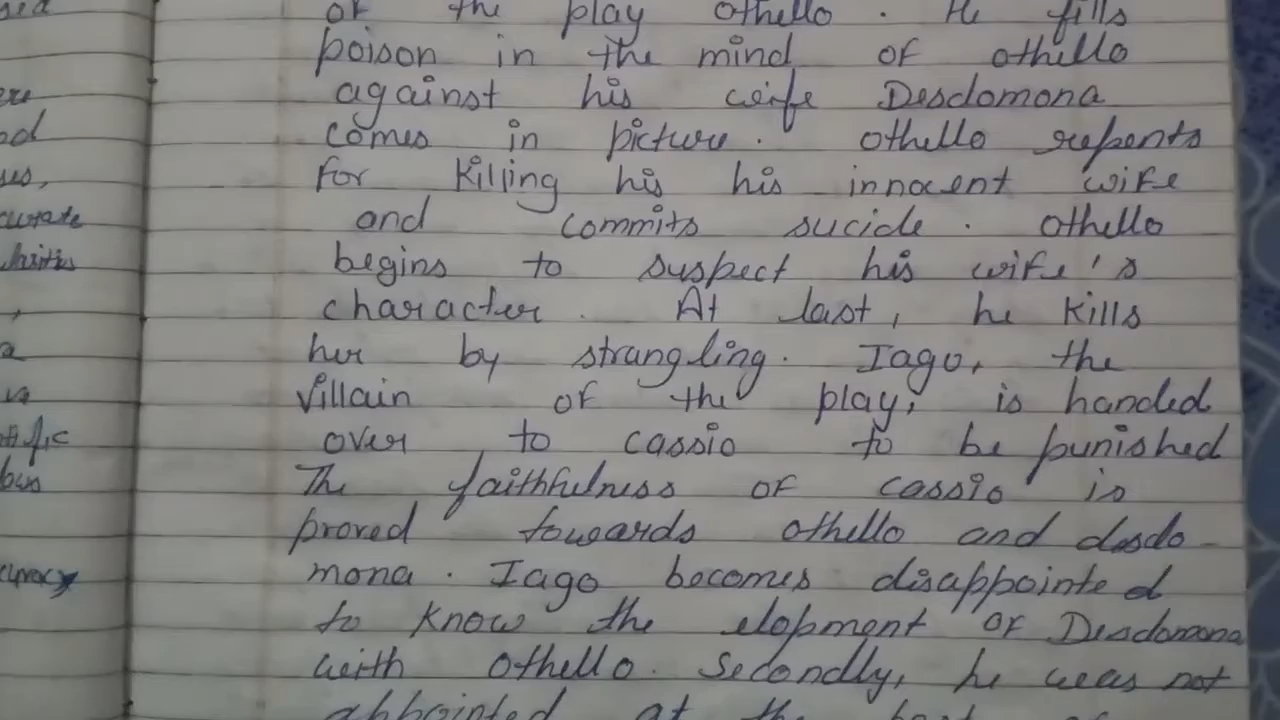 of the play othello . He fills
poison in the mind of othello
against his weife Desdomona
comes in picture . othello repents
for killing his his innocent wife
and commits sucide . othello
begins to suspect his wife's
character . At last, he kills
her by strangling. Iago, the
villain of the play, is handed
over to cassio to be punished
The faithfulness of cassio is
proved towards othello and desdo
mona . Iago becomes disappointed
to know the elopment of Desdomona
with othello . Secondly, he was not
appointed at the